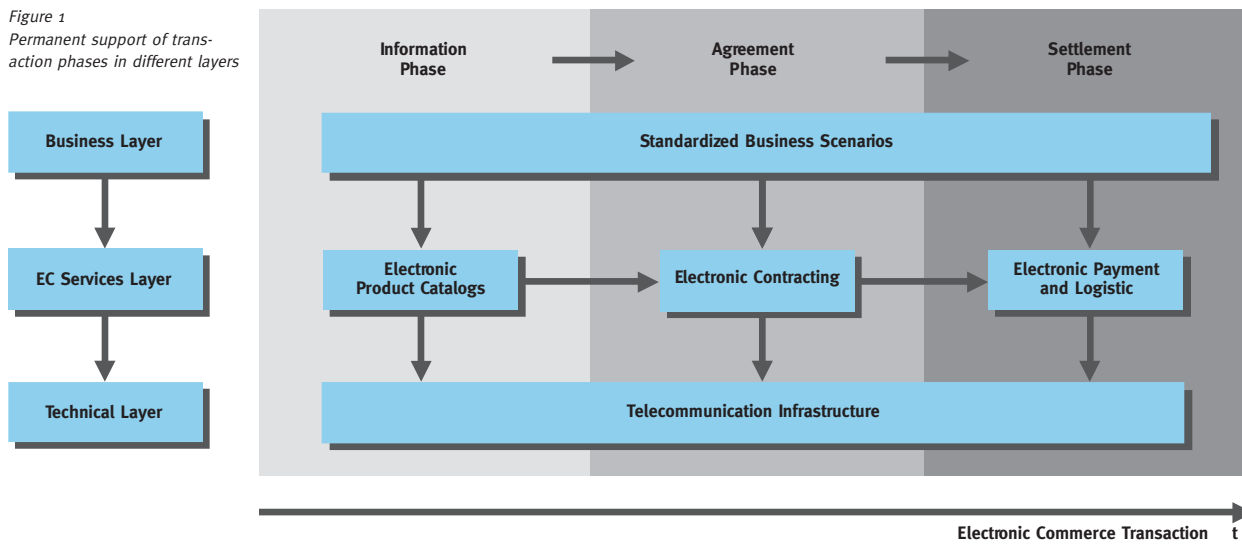 Figure 1
Permanent support of trans-
action phases in different layers
Information
Phase
Agreement
Phase
Settlement
Phase
Business Layer
Standardized Business Scenarios
EC Services Layer
Electronic
Product Catalogs
Electronic Contracting
Electronic Payment
and Logistic
Technical Layer
Telecommunication Infrastructure
Electronic Commerce Transaction t